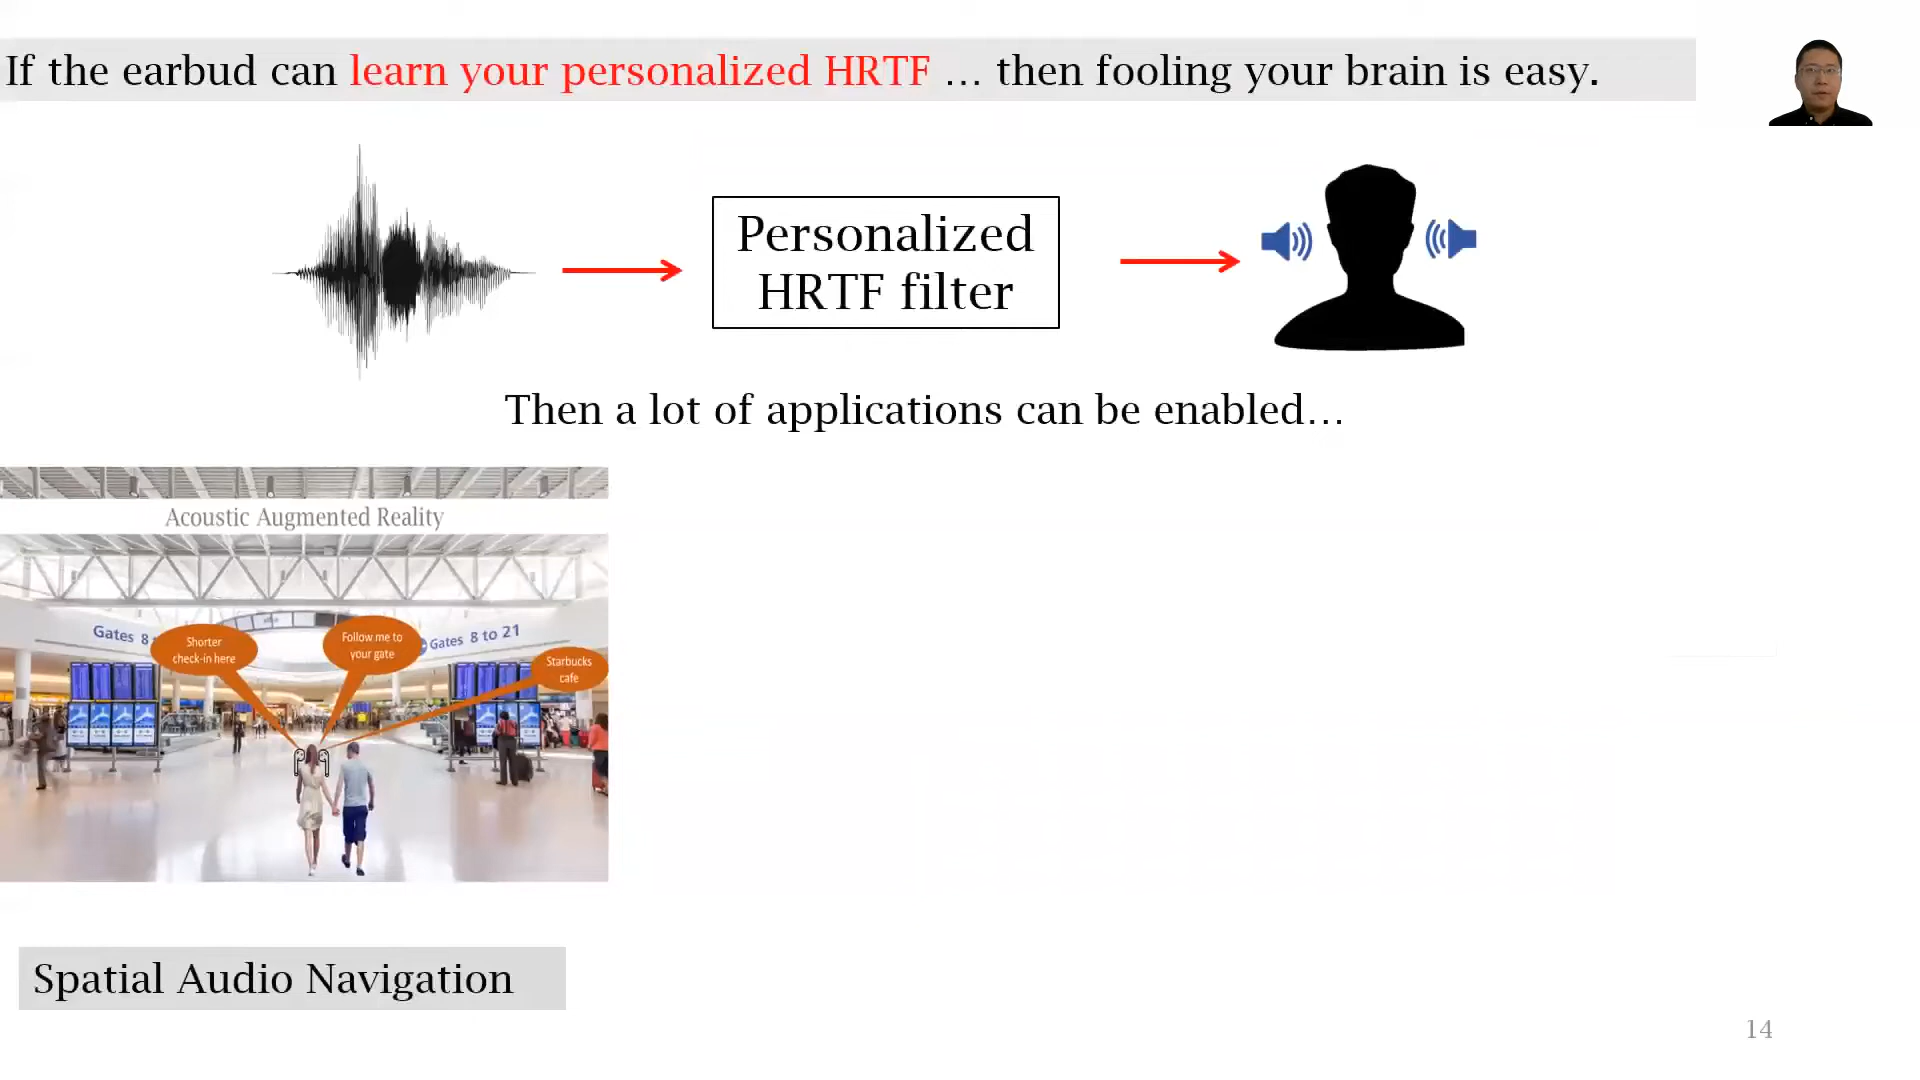 If the earbud can learn your personalized HRTF ... then fooling your brain is easy.
Personalized
HRTF filter
Then a lot of applications can be enabled...
Acoustic Augmented Reality
Gates 8
Shorter
check-in here
Follow me to
your gate
Gates 8 to 21
Starbucks
cafe
Spatial Audio Navigation
14